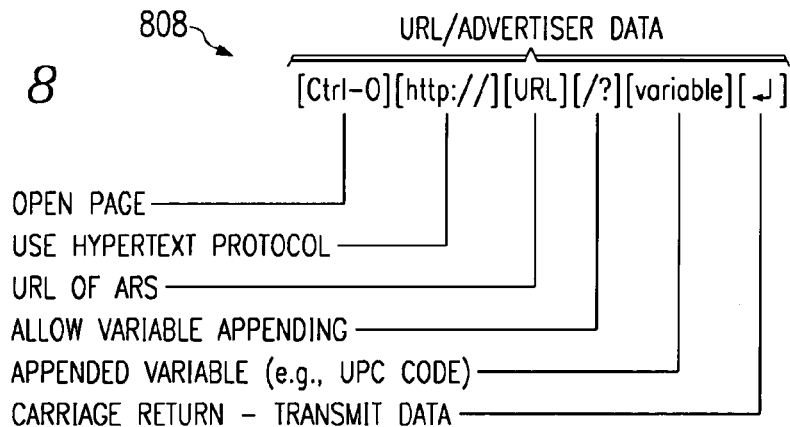 808
URL/ADVERTISER DATA
8
[Ctrl-O][http://][URL][/?][variable][↵]
OPEN PAGE
USE HYPERTEXT PROTOCOL
URL OF ARS
ALLOW VARIABLE APPENDING
APPENDED VARIABLE (e.g., UPC CODE)
CARRIAGE RETURN – TRANSMIT DATA